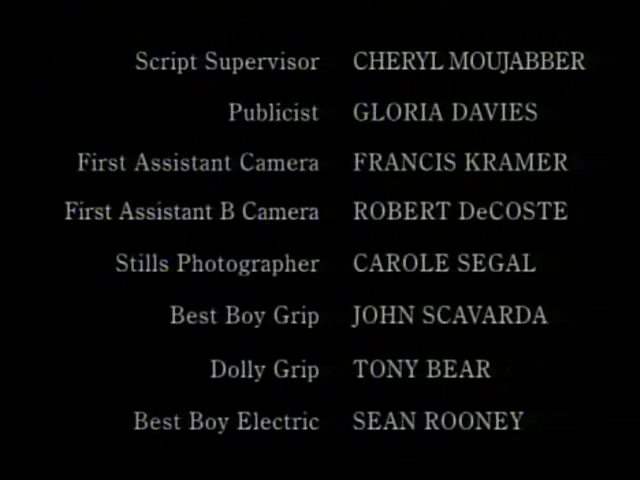 Script Supervisor CHERYL MOUJABBER
Publicist GLORIA DAVIES
First Assistant Camera FRANCIS KRAMER
First Assistant B Camera ROBERT DeCOSTE
Stills Photographer CAROLE SEGAL
Best Boy Grip JOHN SCAVARDA
Dolly Grip TONY BEAR
Best Boy Electric SEAN ROONEY